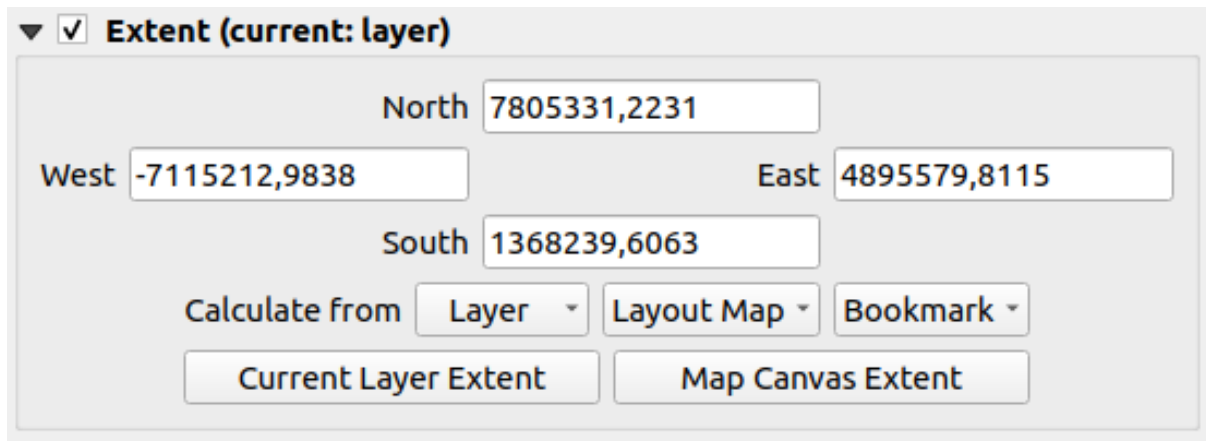 Extent (current: layer)
North 7805331,2231
West -7115212,9838 East 4895579,8115
South 1368239,6063
Calculate from Layer Layout Map Bookmark
Current Layer Extent Map Canvas Extent